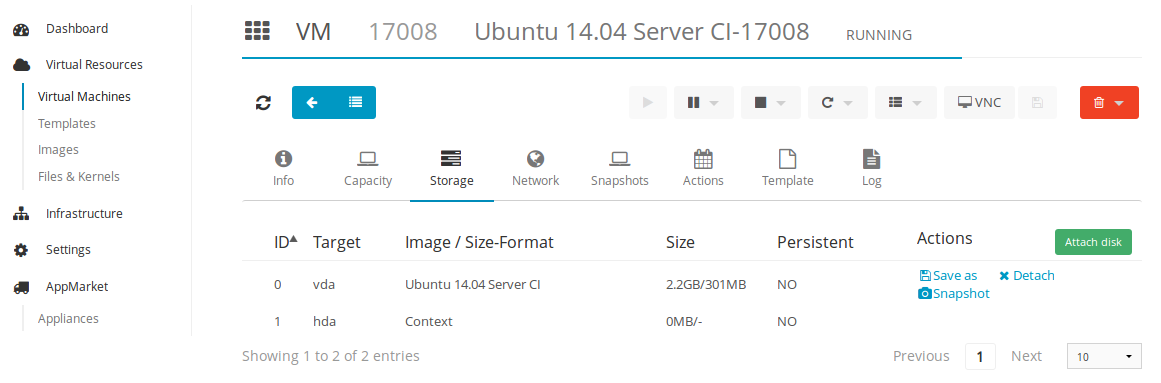 Dashboard
Virtual Resources
Virtual Machines
Templates
Images
Files & Kernels
Infrastructure
Settings
AppMarket
Appliances
VM 17008 Ubuntu 14.04 Server CI-17008 RUNNING
VNC
Info Capacity Storage Network Snapshots Actions Template Log
ID Target Image / Size-Format Size Persistent Actions Attach disk
0 vda Ubuntu 14.04 Server CI 2.2GB/301MB NO Save as Detach
Snapshot
1 hda Context 0MB/- NO
Showing 1 to 2 of 2 entries Previous 1 Next 10